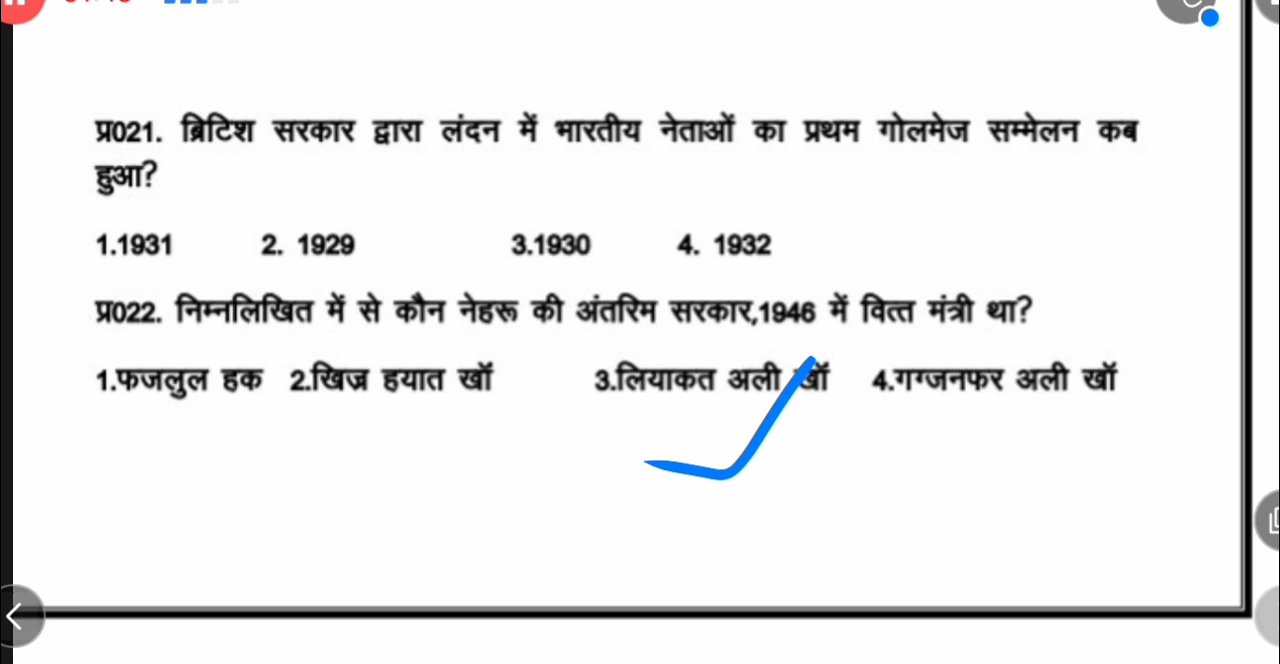 प्र021. ब्रिटिश सरकार द्वारा लंदन में भारतीय नेताओं का प्रथम गोलमेज सम्मेलन कब
हुआ?
1.1931 2. 1929 3.1930 4. 1932
प्र022. निम्नलिखित में से कौन नेहरू की अंतरिम सरकार,1946 में वित्त मंत्री था?
1.फजलुल हक 2.खिज्र हयात खॉ 3.लियाकत अली खॉ 4.गग्जनफर अली खॉ